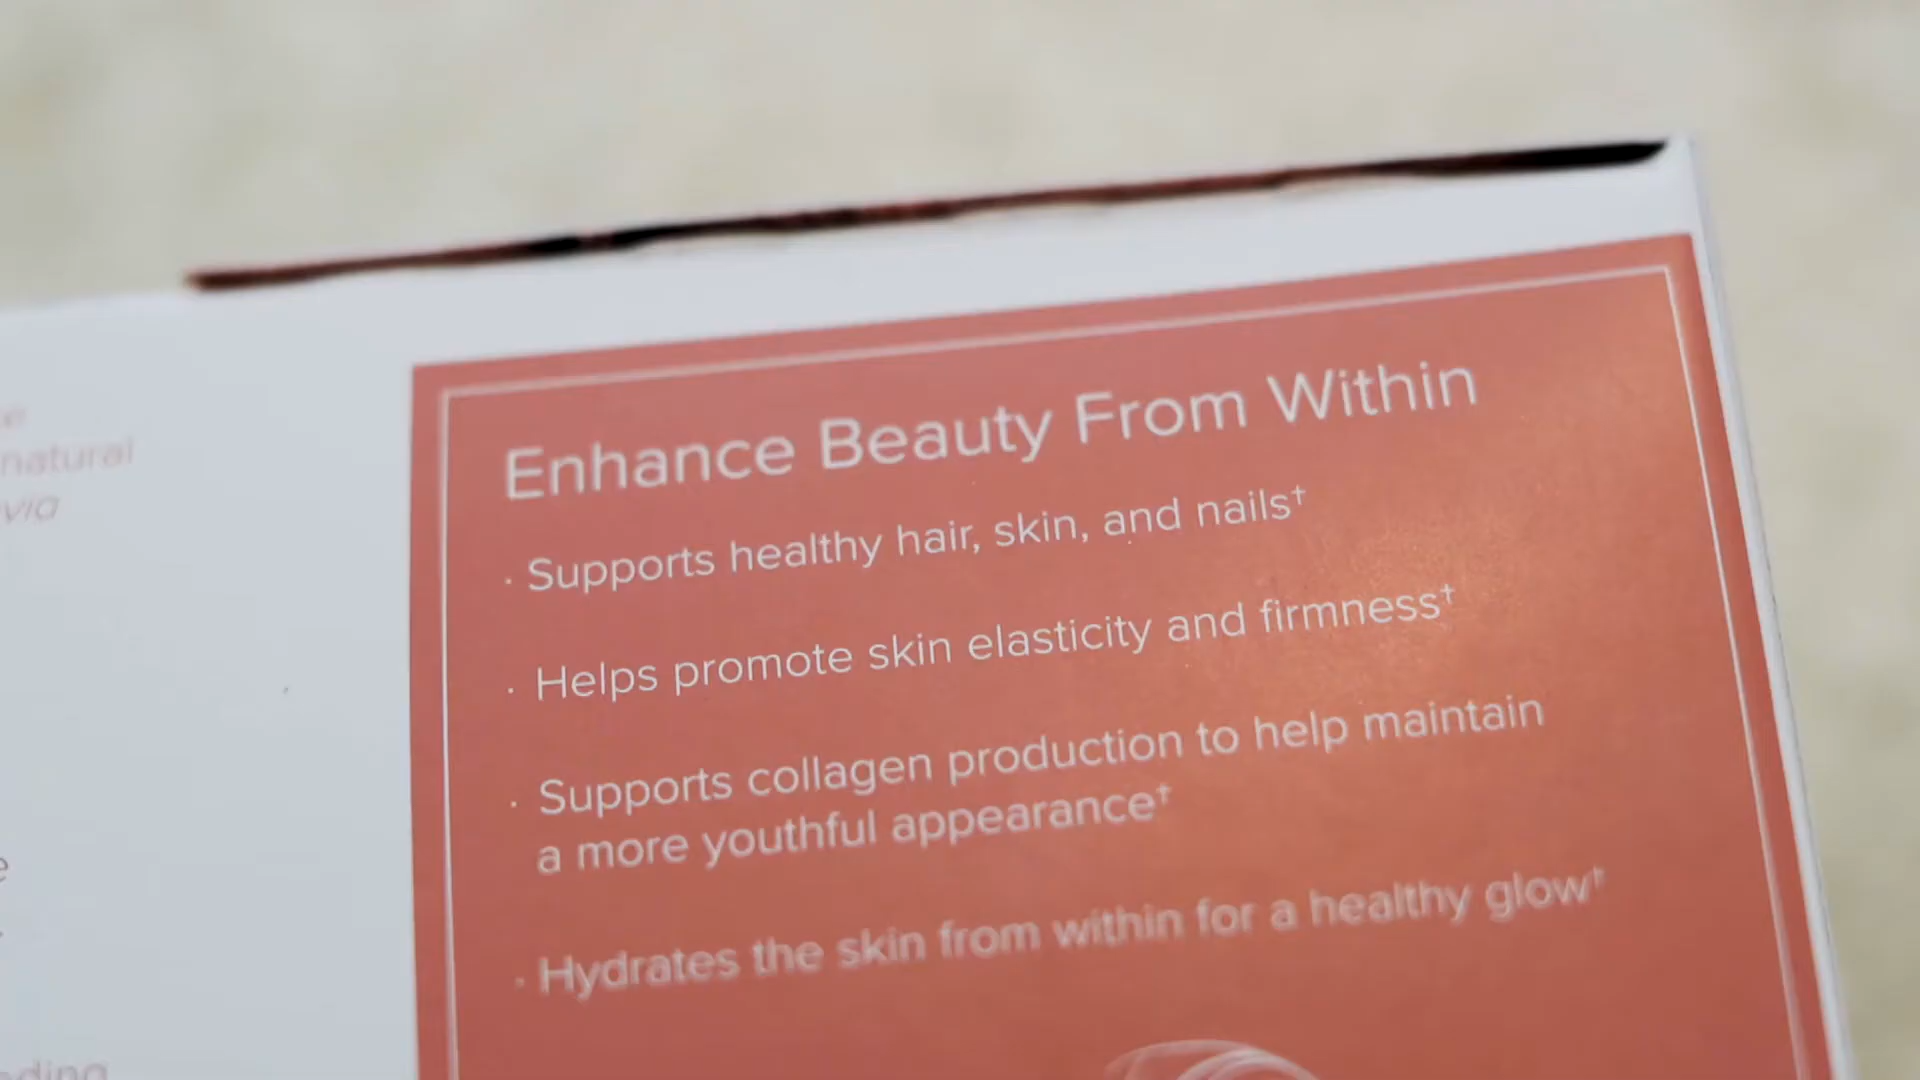 natural
Enhance Beauty From Within
· Supports healthy hair, skin, and nails†
· Helps promote skin elasticity and firmness†
· Supports collagen production to help maintain
a more youthful appearance†
· Hydrates the skin from within for a healthy glow†